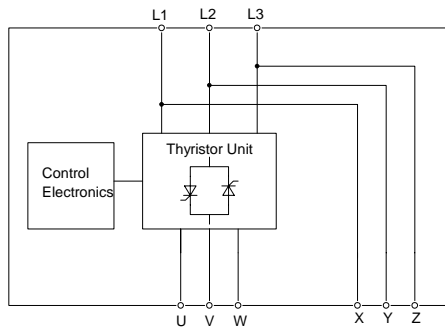 L1 L2 L3
Thyristor Unit
Control
Electronics
U V W X Y Z